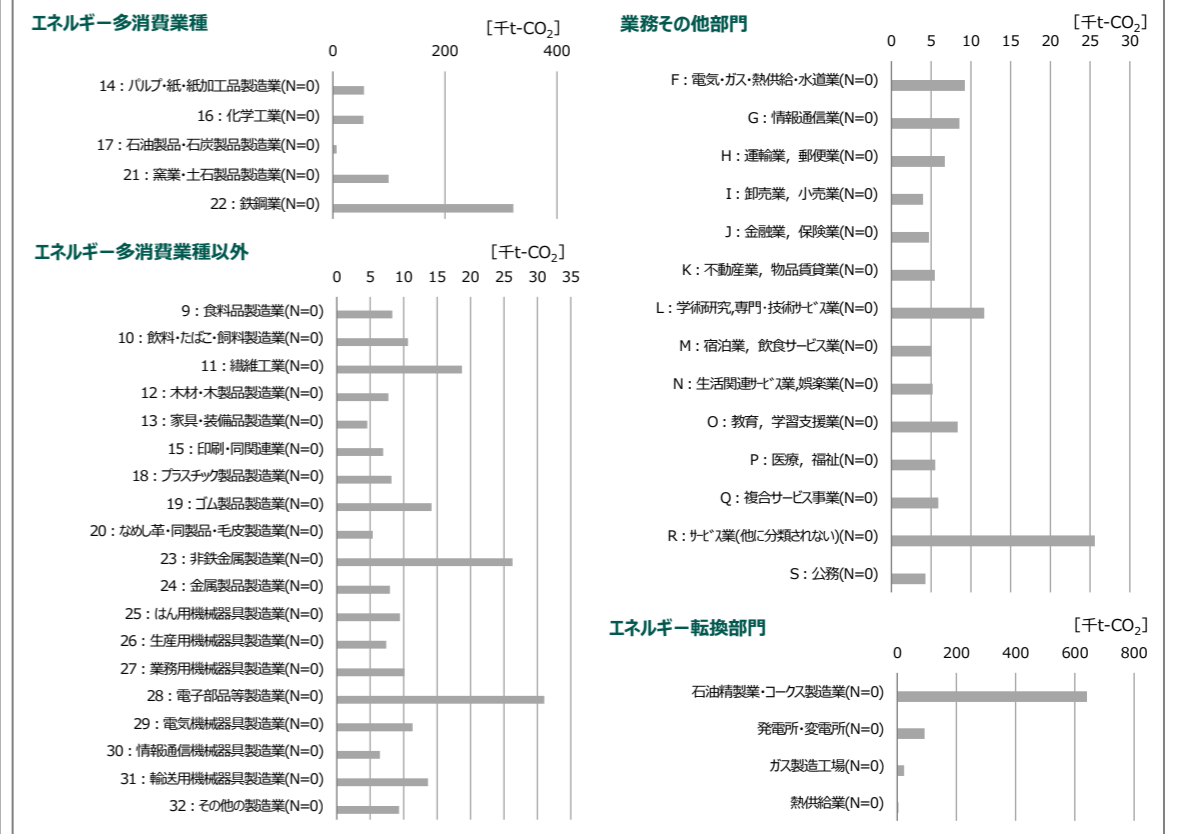 エネルギー多消費業種
[千t-CO₂]
0 200 400
14：パルプ・紙・紙加工品製造業(N=0)
16：化学工業(N=0)
17：石油製品・石炭製品製造業(N=0)
21：窯業・土石製品製造業(N=0)
22：鉄鋼業(N=0)
エネルギー多消費業種以外
[千t-CO₂]
0 5 10 15 20 25 30 35
9：食料品製造業(N=0)
10：飲料・たばこ・飼料製造業(N=0)
11：繊維工業(N=0)
12：木材・木製品製造業(N=0)
13：家具・装備品製造業(N=0)
15：印刷・同関連業(N=0)
18：プラスチック製品製造業(N=0)
19：ゴム製品製造業(N=0)
20：なめし革・同製品・毛皮製造業(N=0)
23：非鉄金属製造業(N=0)
24：金属製品製造業(N=0)
25：はん用機械器具製造業(N=0)
26：生産用機械器具製造業(N=0)
27：業務用機械器具製造業(N=0)
28：電子部品等製造業(N=0)
29：電気機械器具製造業(N=0)
30：情報通信機械器具製造業(N=0)
31：輸送用機械器具製造業(N=0)
32：その他の製造業(N=0)
業務その他部門
[千t-CO₂]
0 5 10 15 20 25 30
F：電気・ガス・熱供給・水道業(N=0)
G：情報通信業(N=0)
H：運輸業，郵便業(N=0)
I：卸売業，小売業(N=0)
J：金融業，保険業(N=0)
K：不動産業，物品賃貸業(N=0)
L：学術研究,専門・技術サービス業(N=0)
M：宿泊業，飲食サービス業(N=0)
N：生活関連サービス業,娯楽業(N=0)
O：教育，学習支援業(N=0)
P：医療，福祉(N=0)
Q：複合サービス事業(N=0)
R：サービス業(他に分類されない)(N=0)
S：公務(N=0)
エネルギー転換部門
[千t-CO₂]
0 200 400 600 800
石油精製業・コークス製造業(N=0)
発電所・変電所(N=0)
ガス製造工場(N=0)
熱供給業(N=0)